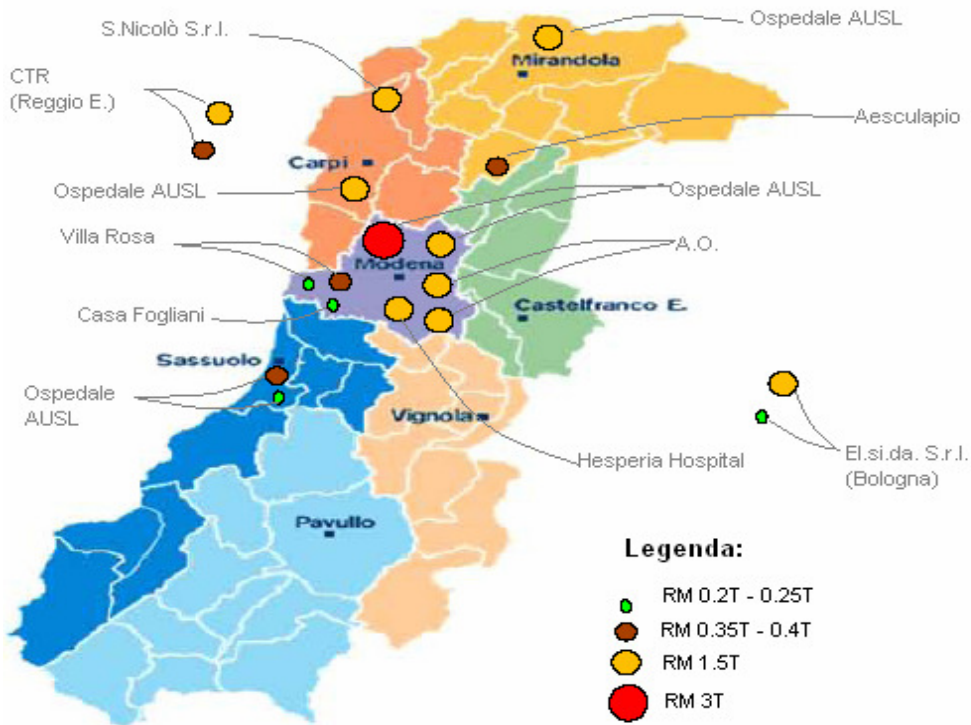 Ospedale AUSL
S.Nicolò S.r.l.
Mirandola
CTR
(Reggio E.)
Aesculapio
Carpi
Ospedale AUSL
Ospedale AUSL
Villa Rosa
A.O.
Modena
Casa Fogliani
Castelfranco E.
Sassuolo
Ospedale
AUSL
Vignola
El.si.da. S.r.l.
(Bologna)
Hesperia Hospital
Pavullo
Legenda:
RM 0.2T - 0.25T
RM 0.35T - 0.4T
RM 1.5T
RM 3T